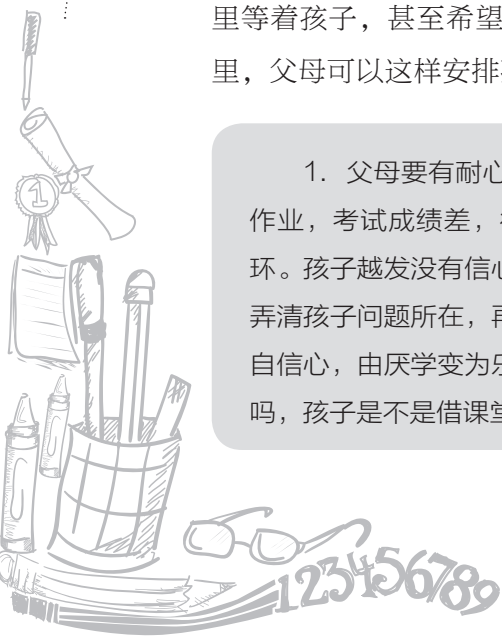 里等着孩子，甚至希望
里，父母可以这样安排
1. 父母要有耐心
作业，考试成绩差，
环。孩子越发没有信心
弄清孩子问题所在，再
自信心，由厌学变为乐
吗，孩子是不是借课堂
1
123456789